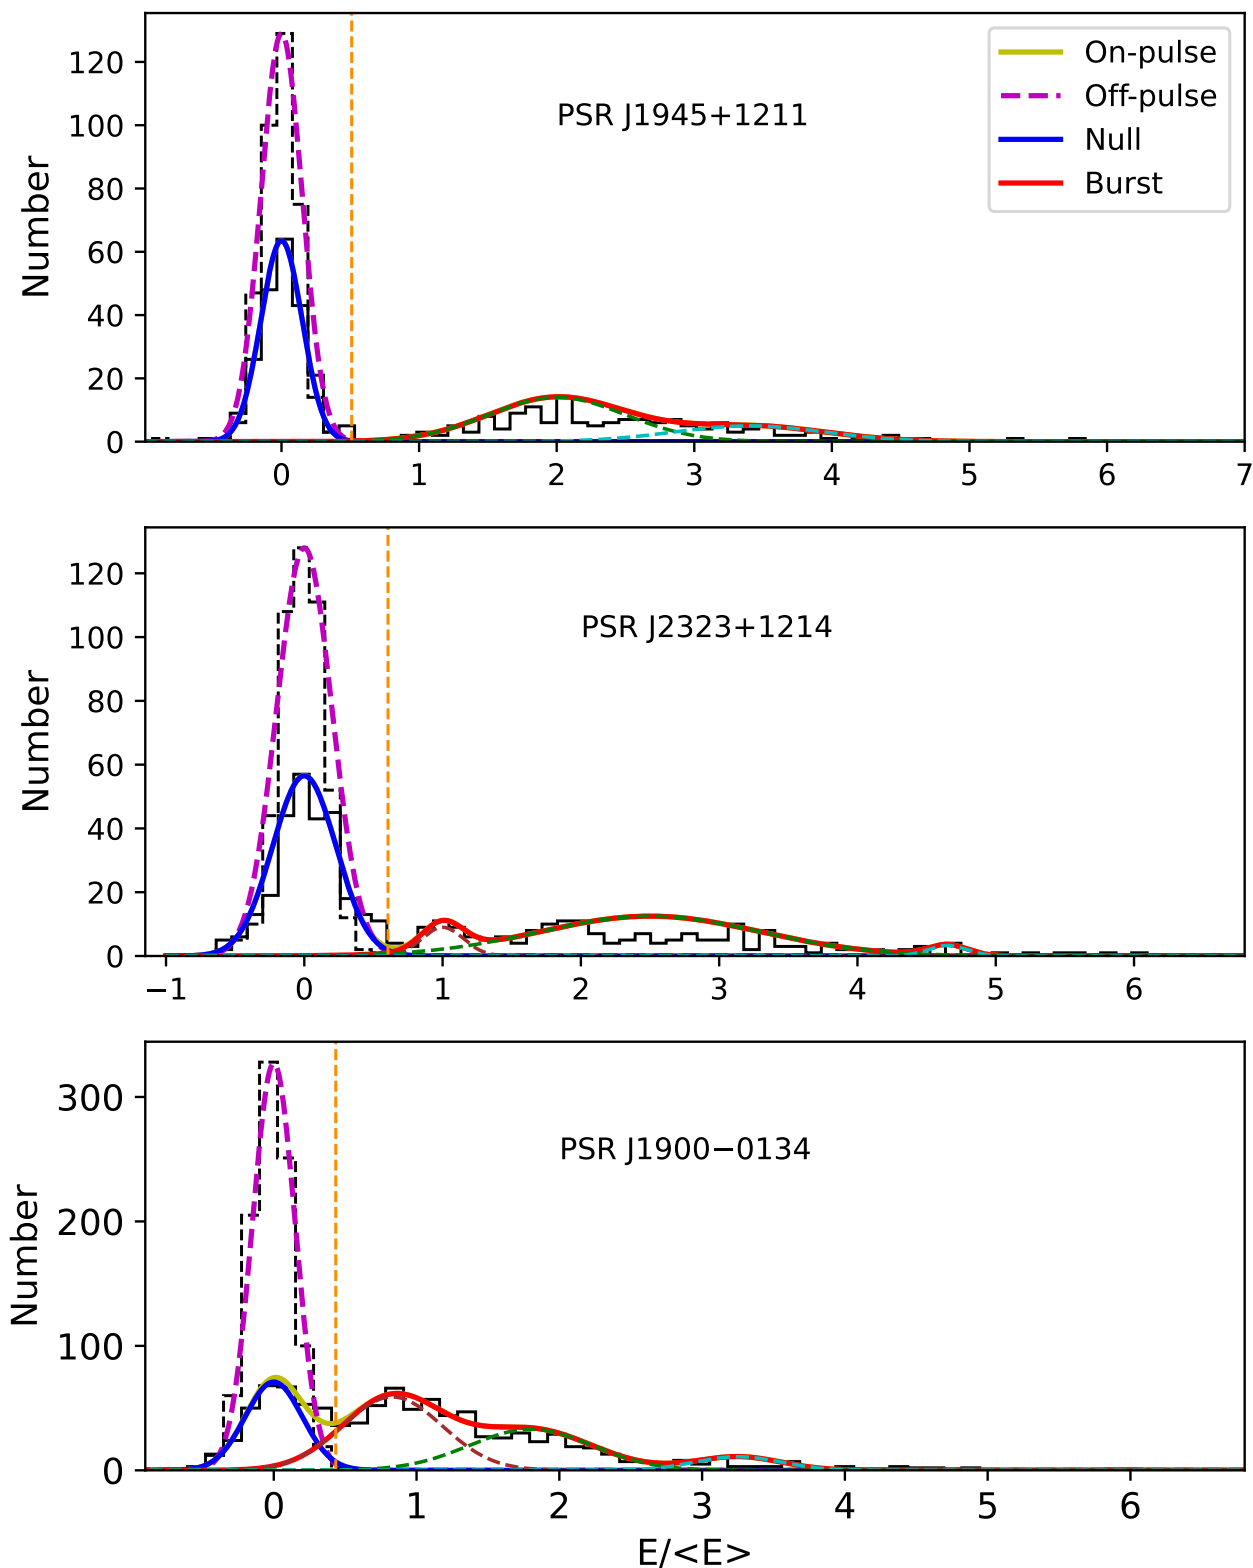 120
100
80
60
40
20
0
Number
PSR J1945+1211
On-pulse
Off-pulse
Null
Burst
0 1 2 3 4 5 6 7
120
100
80
60
40
20
0
Number
PSR J2323+1214
−1 0 1 2 3 4 5 6
300
200
100
0
Number
PSR J1900−0134
0 1 2 3 4 5 6
E/<E>